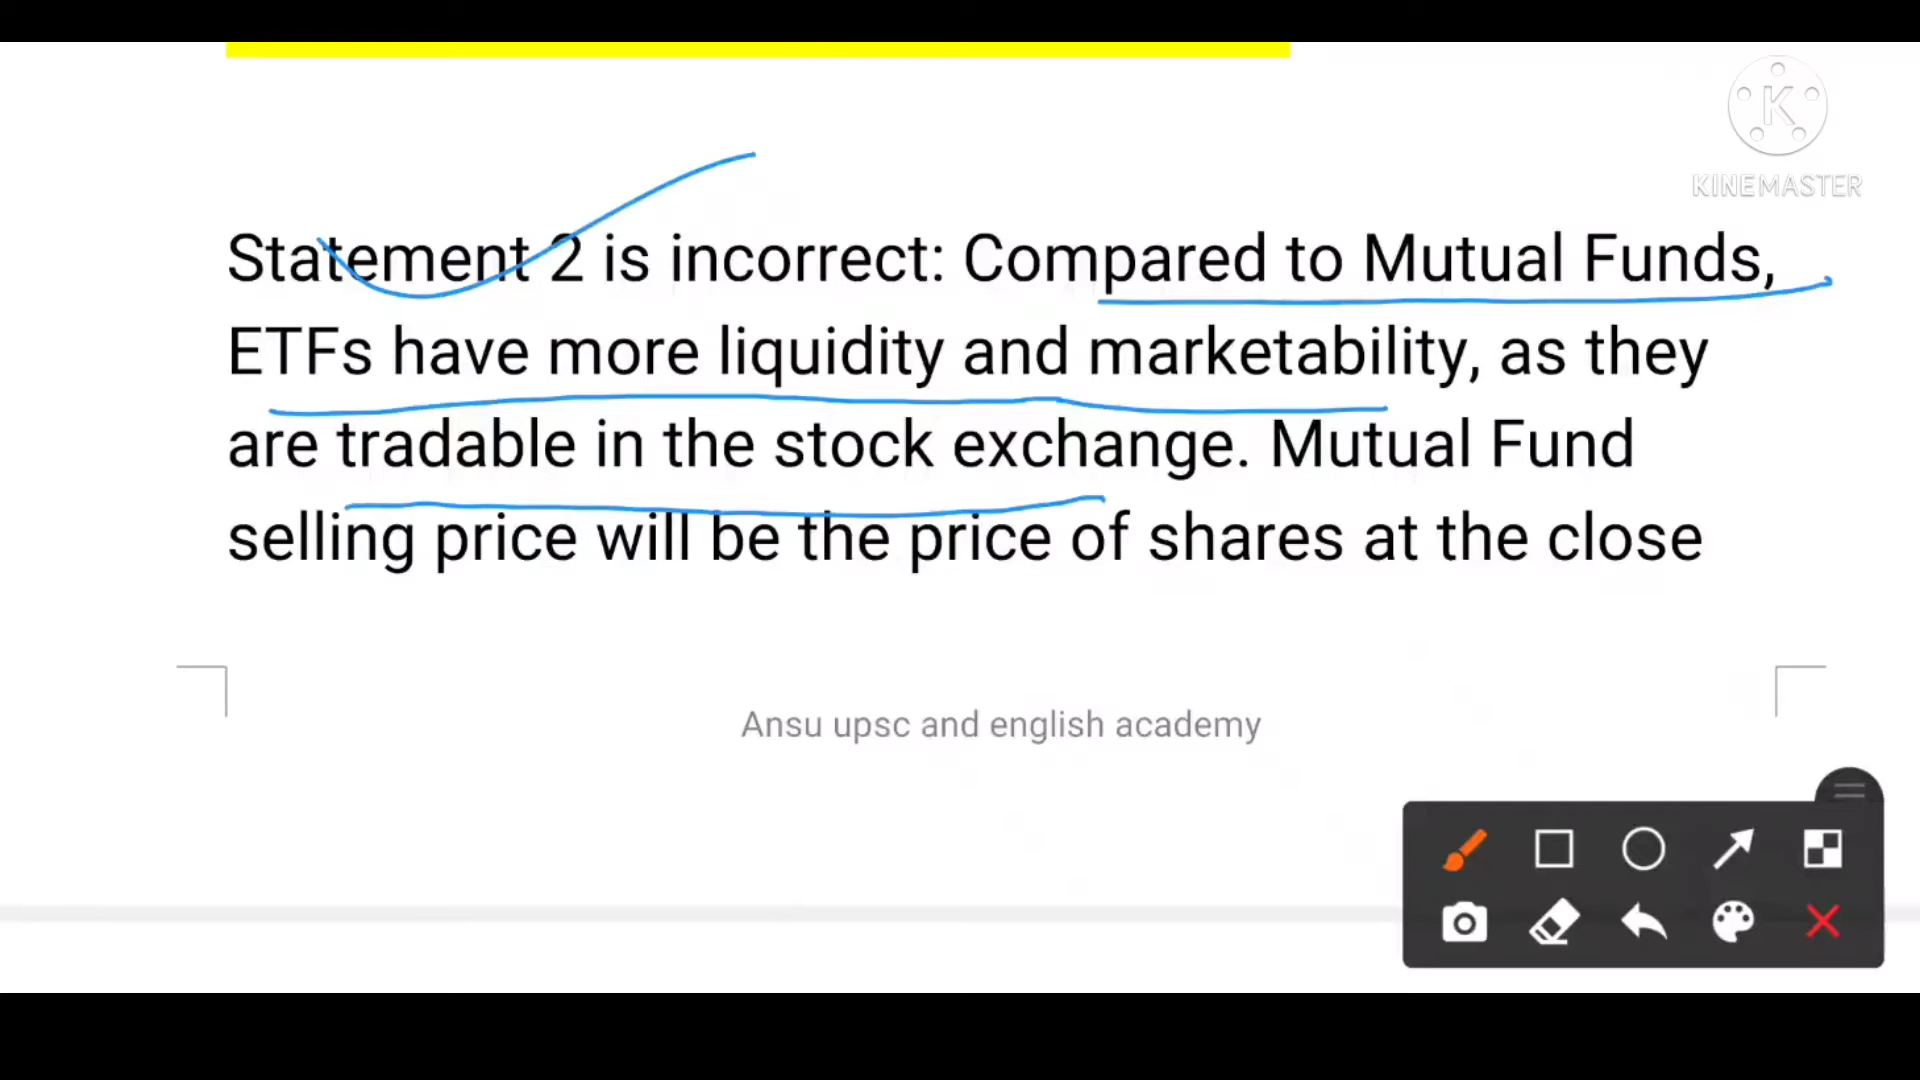 K
KINEMASTER
Statement 2 is incorrect: Compared to Mutual Funds,
ETFs have more liquidity and marketability, as they
are tradable in the stock exchange. Mutual Fund
selling price will be the price of shares at the close
Ansu upsc and english academy